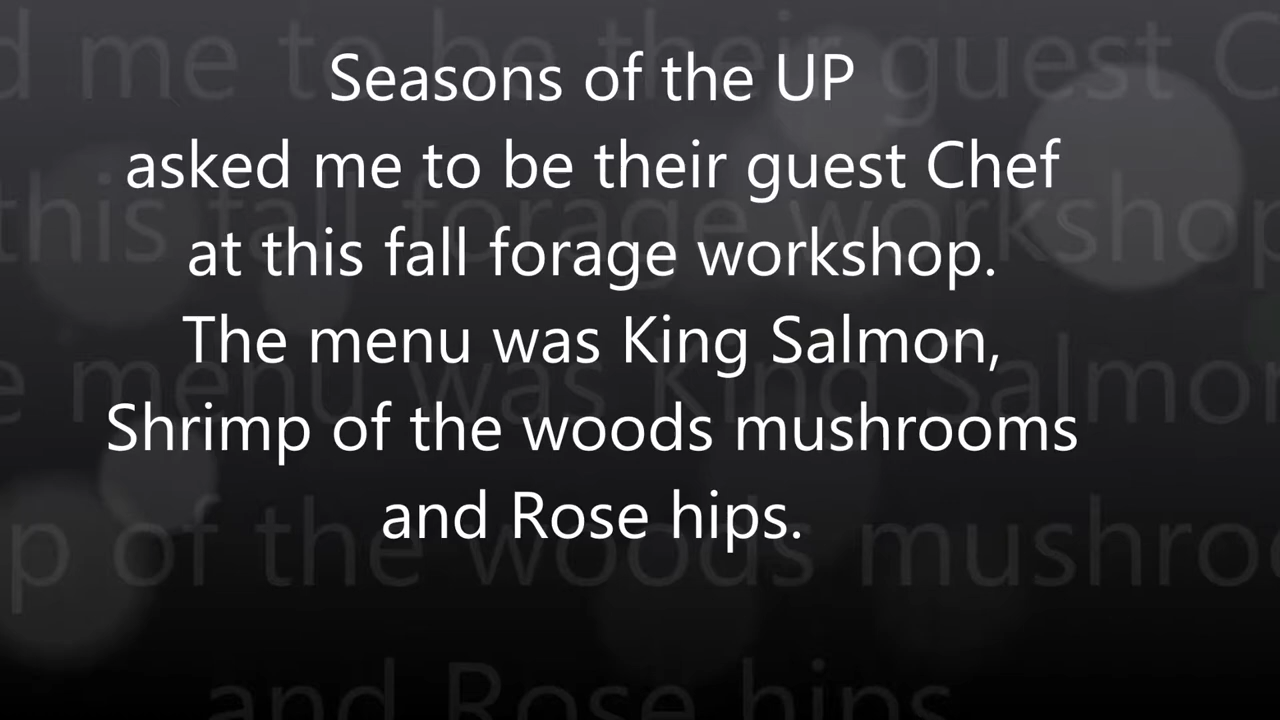 Seasons of the UP
asked me to be their guest Chef
at this fall forage workshop.
The menu was King Salmon,
Shrimp of the woods mushrooms
and Rose hips.